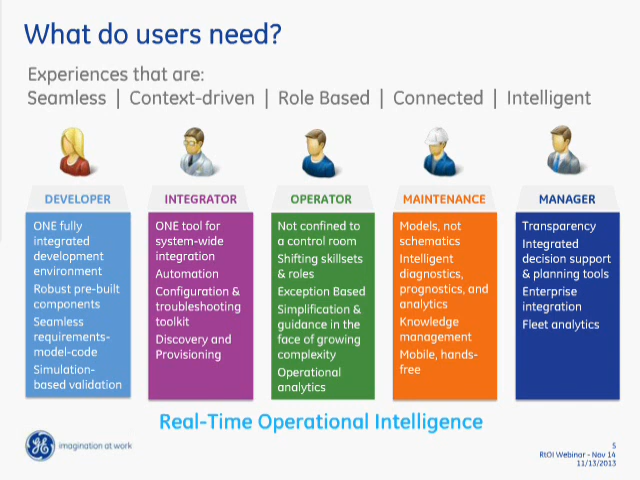 What do users need?
Experiences that are:
Seamless | Context-driven | Role Based | Connected | Intelligent
DEVELOPER
ONE fully
integrated
development
environment
Robust pre-built
components
Seamless
requirements-
model-code
Simulation-
based validation
INTEGRATOR
ONE tool for
system-wide
integration
Automation
Configuration &
troubleshooting
toolkit
Discovery and
Provisioning
OPERATOR
Not confined to
a control room
Shifting skillsets
& roles
Exception Based
Simplification &
guidance in the
face of growing
complexity
Operational
analytics
MAINTENANCE
Models, not
schematics
Intelligent
diagnostics,
prognostics, and
analytics
Knowledge
management
Mobile, hands-
free
MANAGER
Transparency
Integrated
decision support
& planning tools
Enterprise
integration
Fleet analytics
Real-Time Operational Intelligence
GE
imagination at work
5
RtOI Webinar - Nov 14
11/13/2013